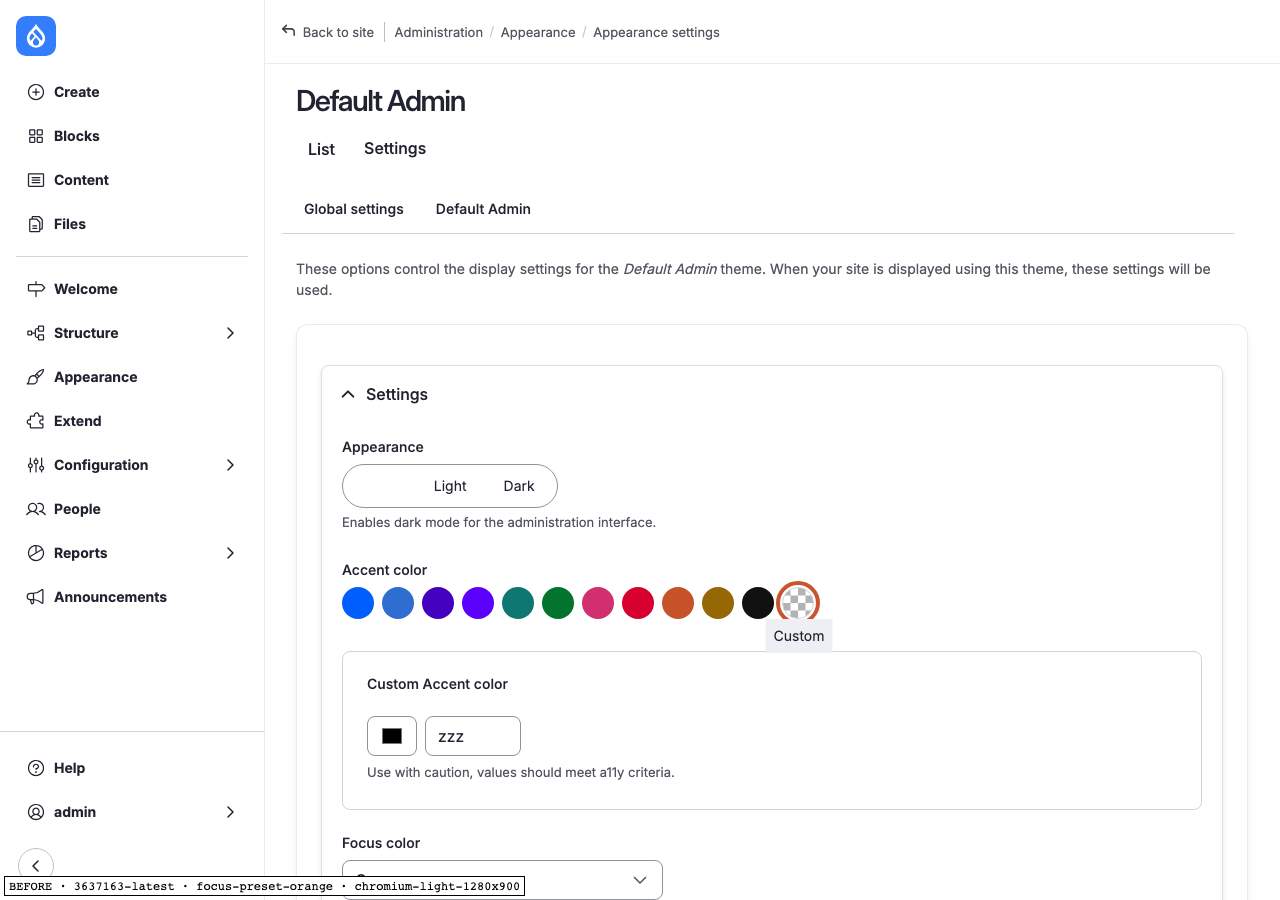 Back to site
Administration / Appearance / Appearance settings
Create
Blocks
Content
Files
Welcome
Structure
Appearance
Extend
Configuration
People
Reports
Announcements
Help
admin
Default Admin
List
Settings
Global settings
Default Admin
These options control the display settings for the Default Admin theme. When your site is displayed using this theme, these settings will be
used.
Settings
Appearance
Light
Dark
Enables dark mode for the administration interface.
Accent color
Custom
Custom Accent color
zzz
Use with caution, values should meet a11y criteria.
Focus color
BEFORE · 3637163-latest · focus-preset-orange · chromium-light-1280x900